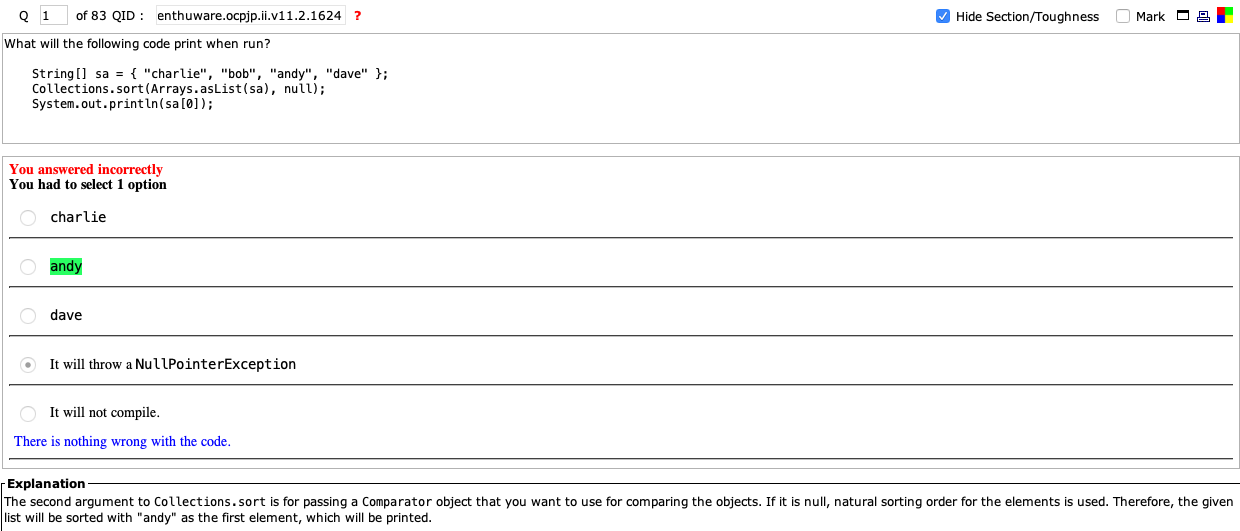 Q 1 of 83 QID : enthuware.ocpjp.ii.v11.2.1624 ? Hide Section/Toughness Mark
What will the following code print when run?
String[] sa = { "charlie", "bob", "andy", "dave" };
Collections.sort(Arrays.asList(sa), null);
System.out.println(sa[0]);
You answered incorrectly
You had to select 1 option
charlie
andy
dave
It will throw a NullPointerException
It will not compile.
There is nothing wrong with the code.
Explanation
The second argument to Collections.sort is for passing a Comparator object that you want to use for comparing the objects. If it is null, natural sorting order for the elements is used. Therefore, the given
list will be sorted with "andy" as the first element, which will be printed.